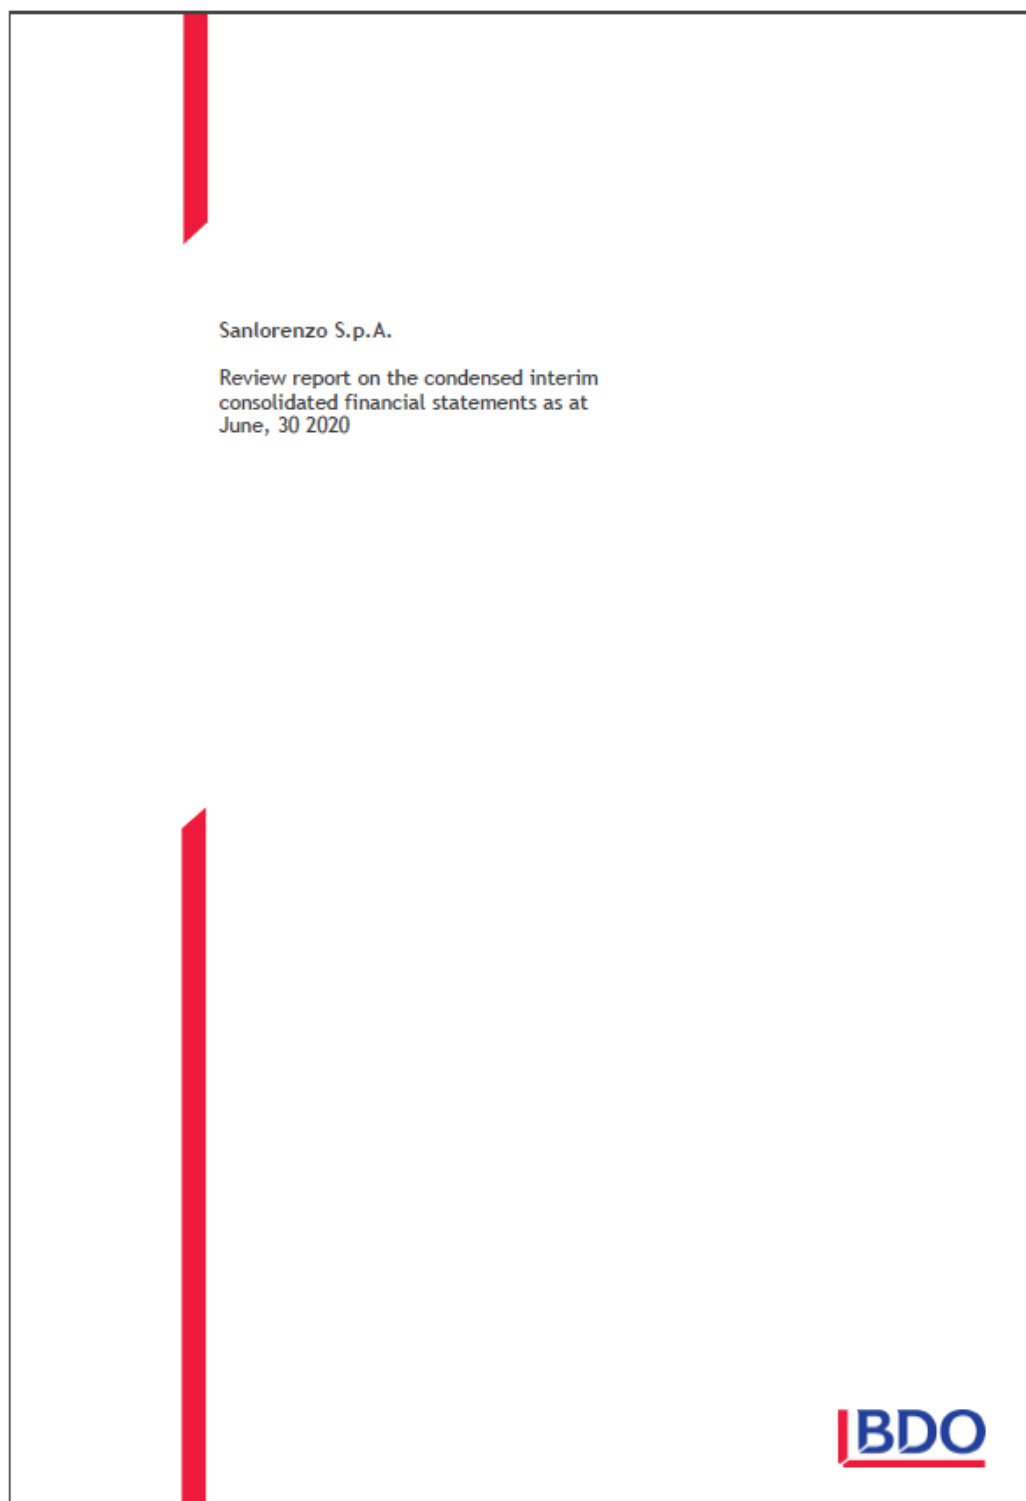 Sanlorenzo S.p.A.
Review report on the condensed interim
consolidated financial statements as at
June, 30 2020
BDO